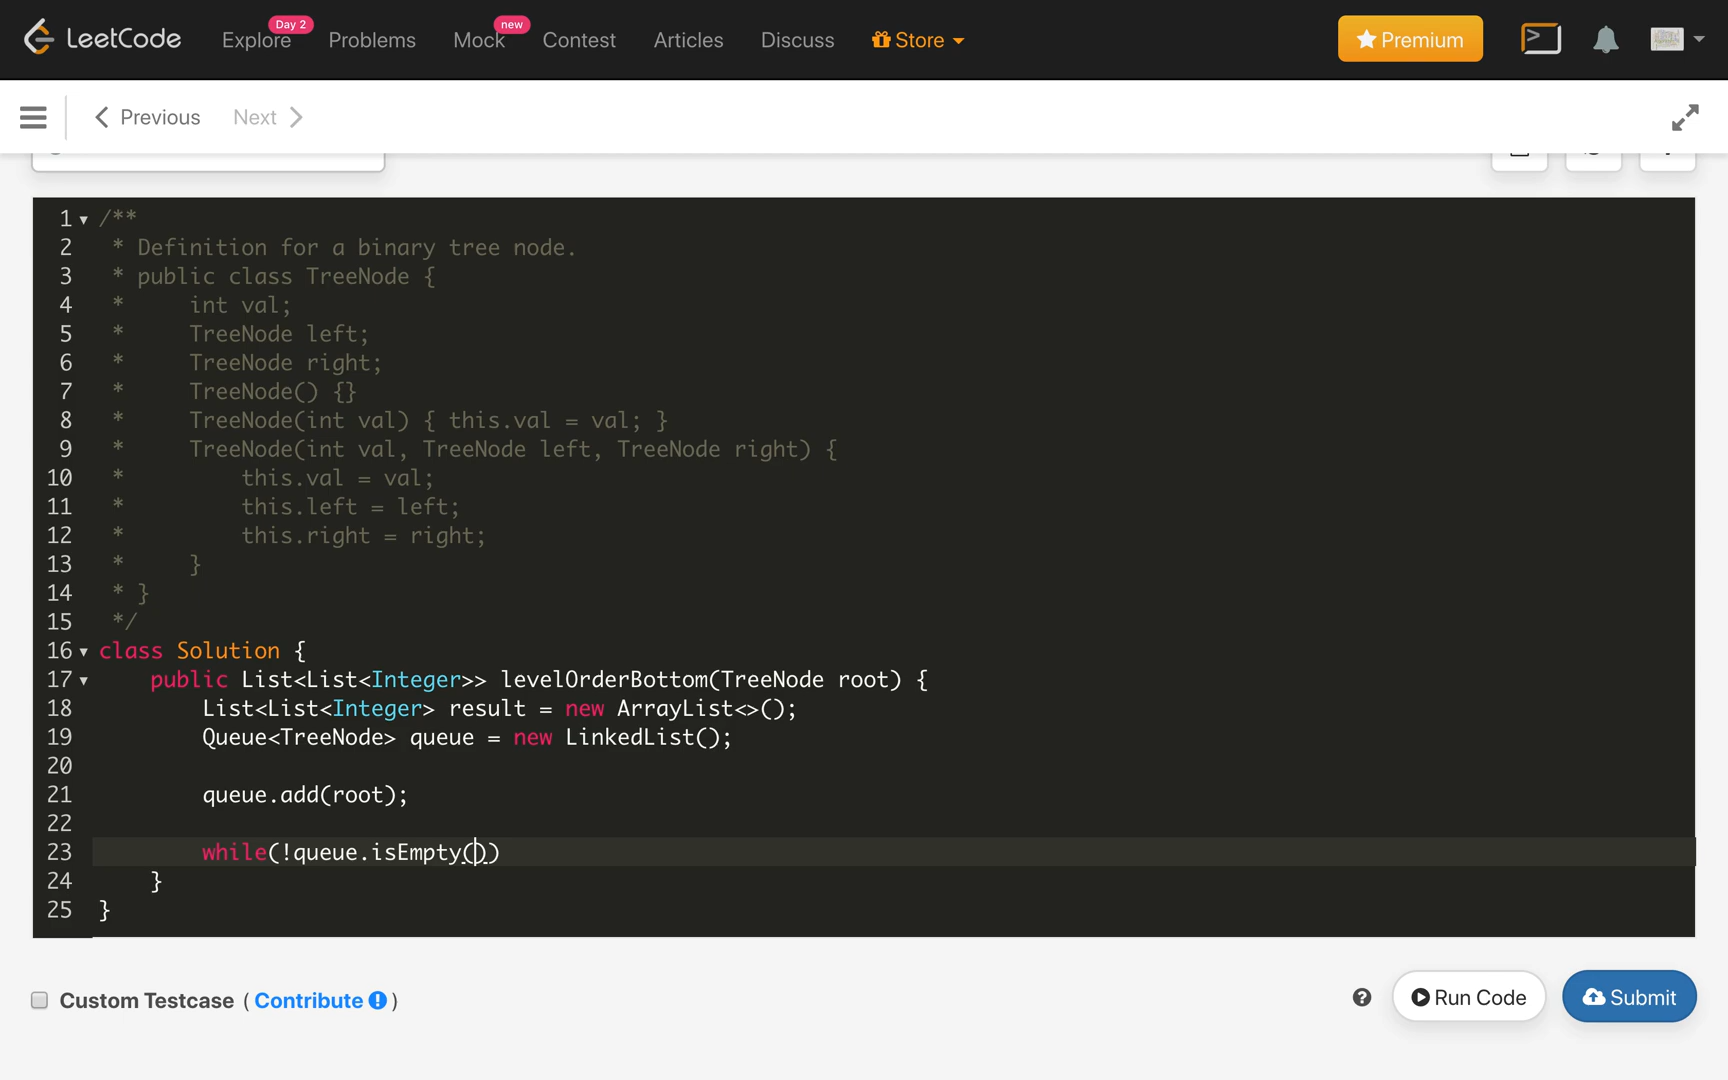 LeetCode Explore Day 2 Problems Mock new Contest Articles Discuss Store Premium
Previous Next
1 /**
2 * Definition for a binary tree node.
3 * public class TreeNode {
4 * int val;
5 * TreeNode left;
6 * TreeNode right;
7 * TreeNode() {}
8 * TreeNode(int val) { this.val = val; }
9 * TreeNode(int val, TreeNode left, TreeNode right) {
10 * this.val = val;
11 * this.left = left;
12 * this.right = right;
13 * }
14 * }
15 */
16 class Solution {
17 public List<List<Integer>> levelOrderBottom(TreeNode root) {
18 List<List<Integer> result = new ArrayList<>();
19 Queue<TreeNode> queue = new LinkedList();
20
21 queue.add(root);
22
23 while(!queue.isEmpty())
24 }
25 }
Custom Testcase ( Contribute ) Run Code Submit